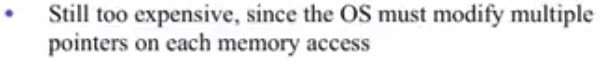 • Still too expensive, since the OS must modify multiple
pointers on each memory access